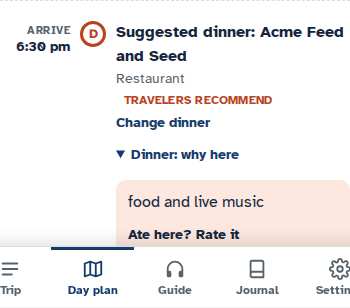 ARRIVE
6:30 pm
D
Suggested dinner: Acme Feed
and Seed
Restaurant
TRAVELERS RECOMMEND
Change dinner
▼ Dinner: why here
food and live music
Ate here? Rate it
Trip
Day plan
Guide
Journal